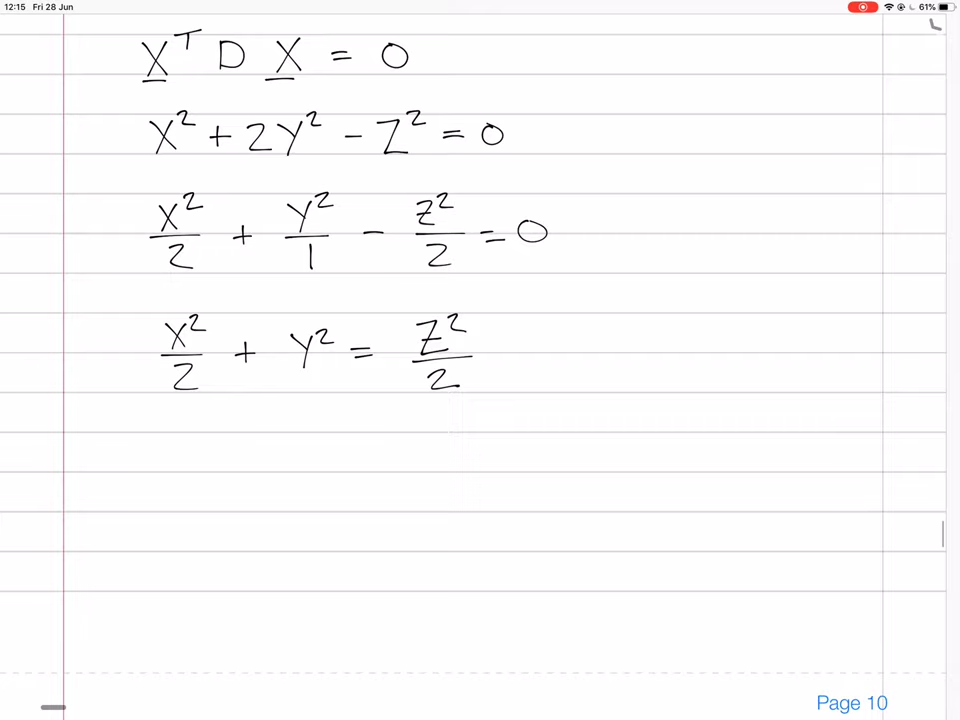 12:15 Fri 28 Jun 61%
X^T D X = 0
X² + 2Y² - Z² = 0
X²/2 + Y²/1 - Z²/2 = 0
X²/2 + Y² = Z²/2
Page 10